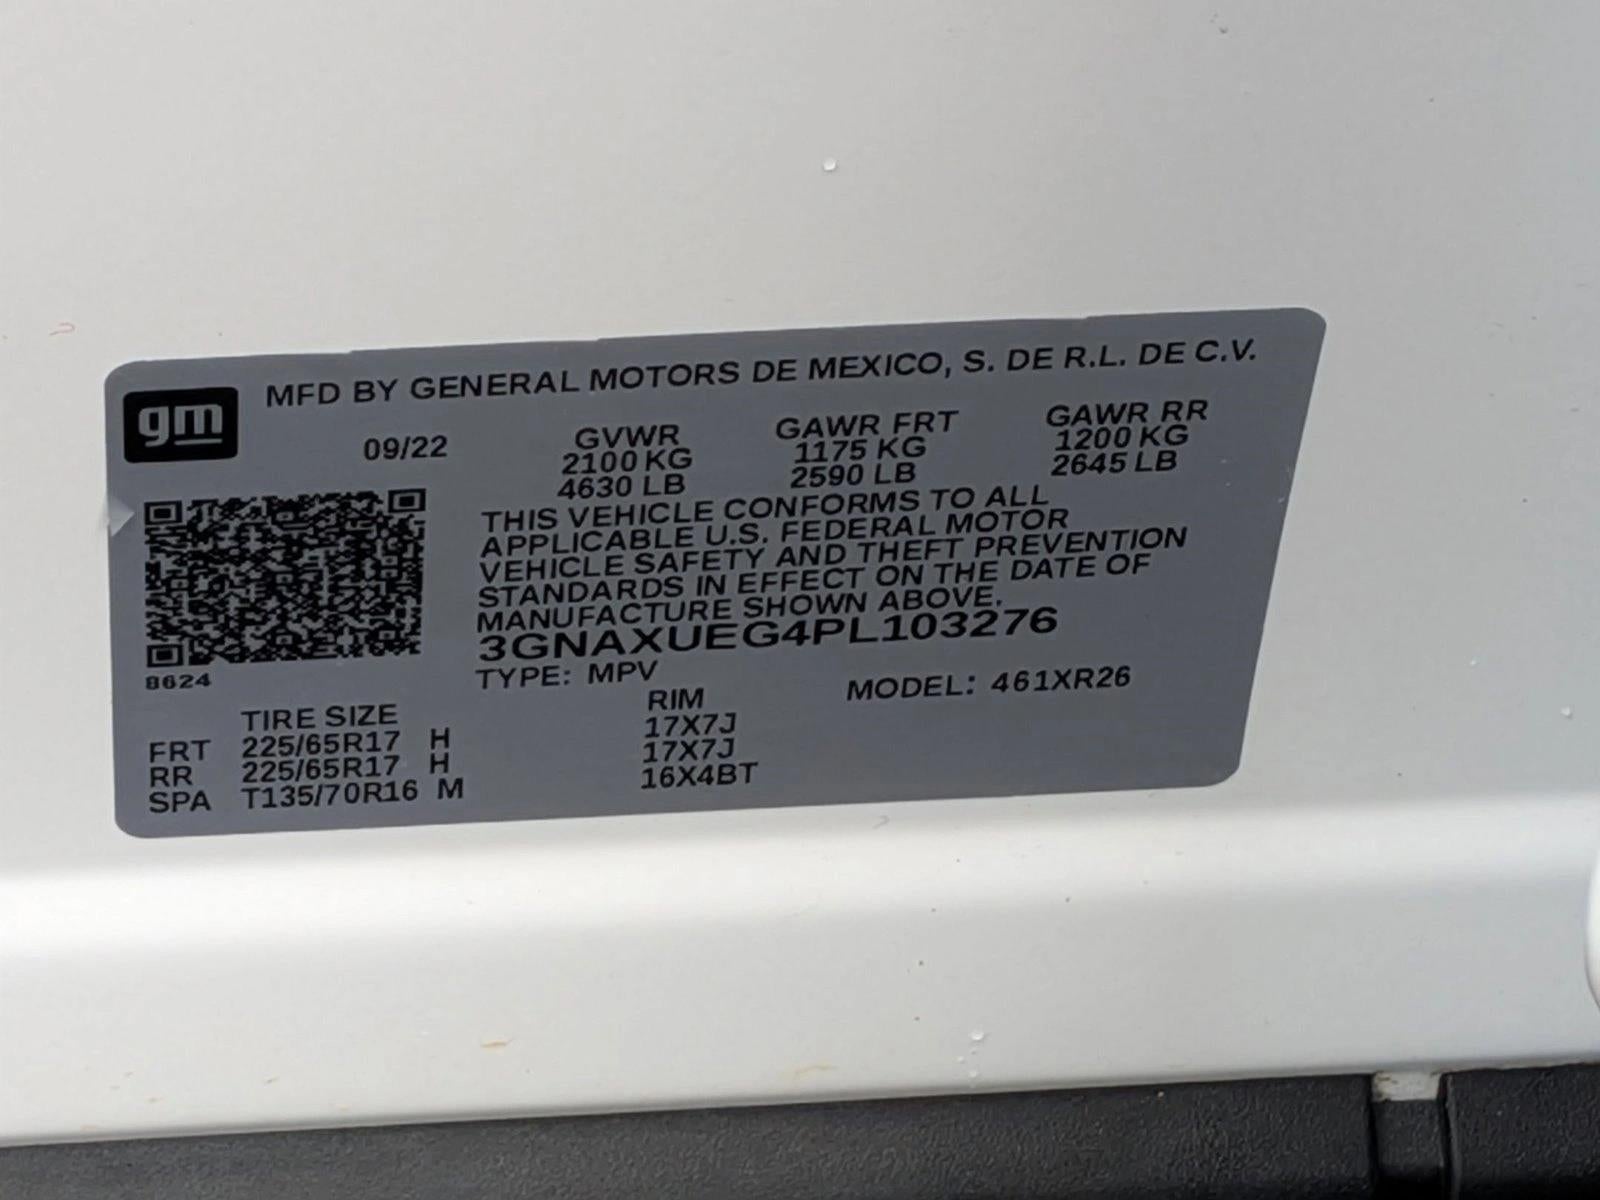 gm
MFD BY GENERAL MOTORS DE MEXICO, S. DE R.L. DE C.V.
09/22 GVWR GAWR FRT GAWR RR
2100 KG 1175 KG 1200 KG
4630 LB 2590 LB 2645 LB
THIS VEHICLE CONFORMS TO ALL
APPLICABLE U.S. FEDERAL MOTOR
VEHICLE SAFETY AND THEFT PREVENTION
STANDARDS IN EFFECT ON THE DATE OF
MANUFACTURE SHOWN ABOVE.
3GNAXUEG4PL103276
8624
TYPE: MPV MODEL: 461XR26
TIRE SIZE RIM
FRT 225/65R17 H 17X7J
RR 225/65R17 H 17X7J
SPA T135/70R16 M 16X4BT